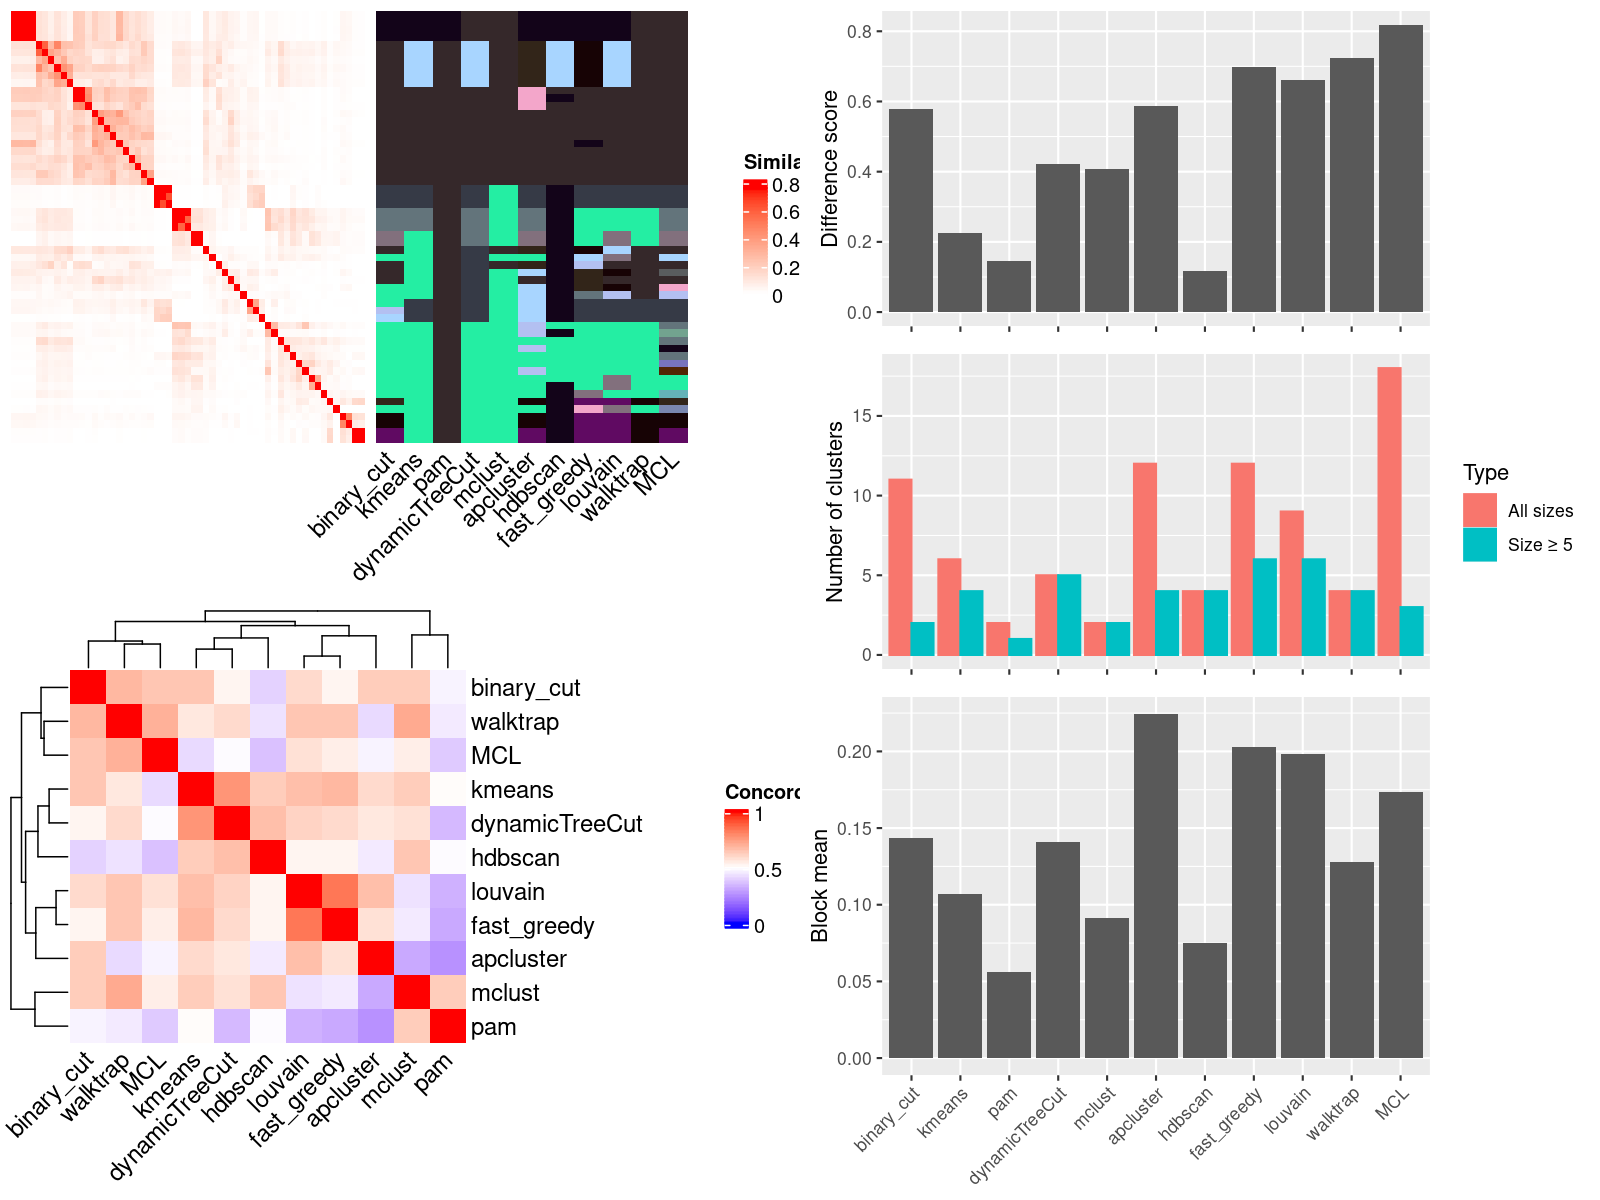 Simila
0.8
0.6
0.4
0.2
0
binary_cut
kmeans
pam
dynamicTreeCut
mclust
apcluster
hdbscan
fast_greedy
louvain
walktrap
MCL
binary_cut
walktrap
MCL
kmeans
dynamicTreeCut
hdbscan
louvain
fast_greedy
apcluster
mclust
pam
binary_cut
walktrap
MCL
kmeans
dynamicTreeCut
hdbscan
louvain
fast_greedy
apcluster
mclust
pam
Concord
1
0.5
0
Difference score
0.8
0.6
0.4
0.2
0.0
Number of clusters
15
10
5
0
Type
All sizes
Size ≥ 5
Block mean
0.20
0.15
0.10
0.05
0.00
binary_cut
kmeans
pam
dynamicTreeCut
mclust
apcluster
hdbscan
fast_greedy
louvain
walktrap
MCL